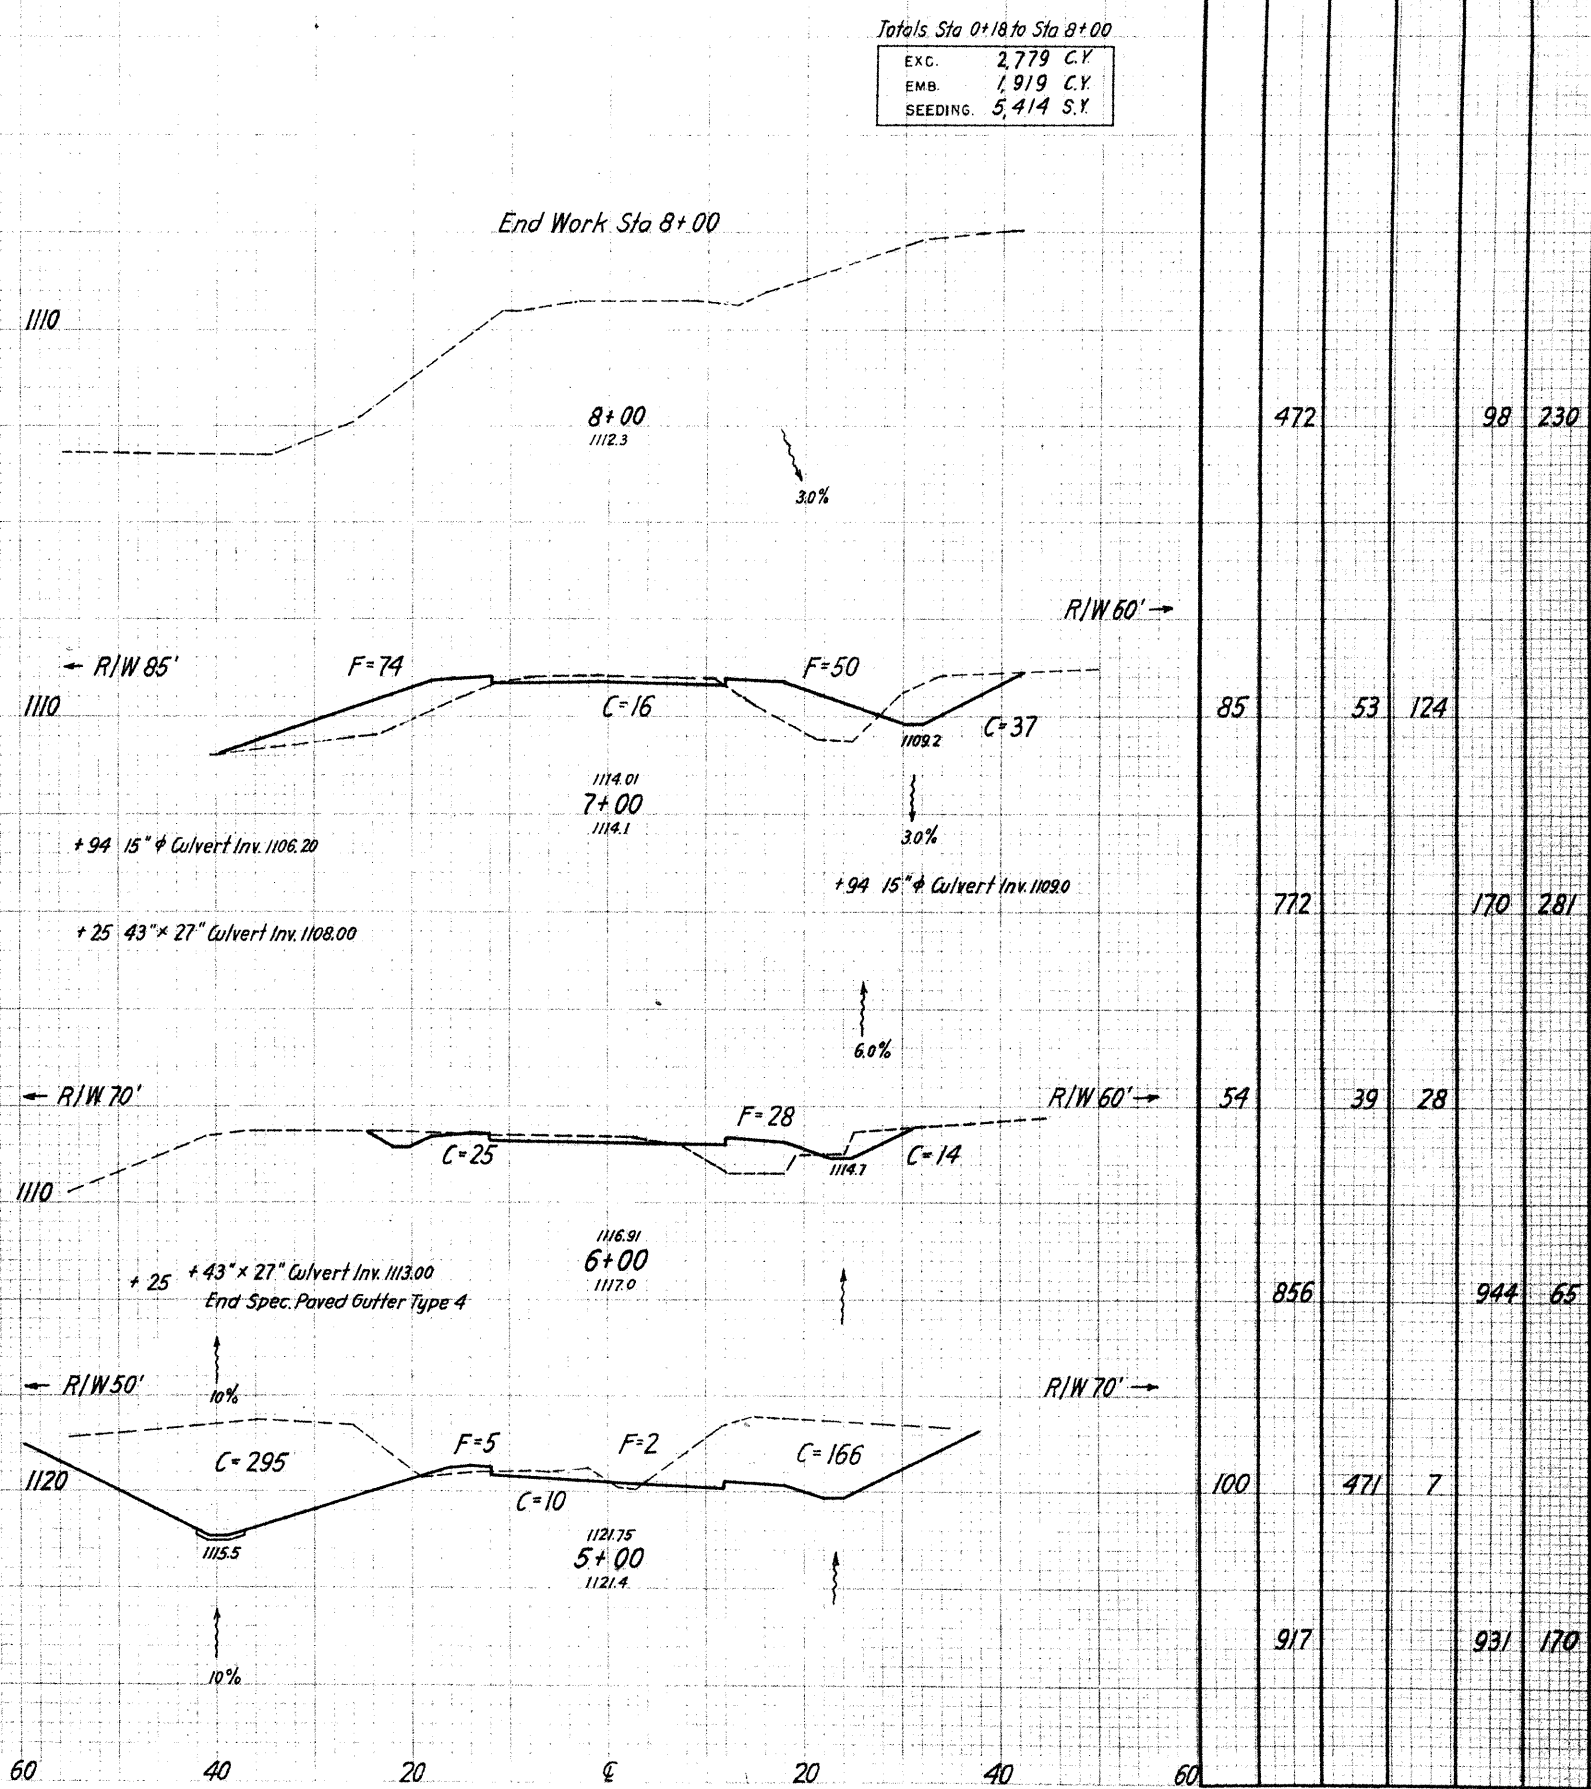 Totals Sta 0+18 to Sta 8+00
EXC. 2,779 C.Y.
EMB. 1,919 C.Y.
SEEDING. 5,414 S.Y.
End Work Sta 8+00
1110
8+00
1112.3
472 98 230
3.0%
R/W 60' →
← R/W 85'
F=74
F=50
1110
C=16
C=37
1109.2
85 53 124
1114.01
7+00
1114.1
3.0%
+94 15"φ Culvert Inv. 1106.20
+94 15"φ Culvert Inv. 1109.0
772 170 281
+25 43"x 27" Culvert Inv. 1108.00
6.0%
← R/W 70'
R/W 60' →
54 39 28
F=28
C=25
C=14
1114.7
1110
1116.91
6+00
1117.0
+25 +43"x 27" Culvert Inv. 1113.00
End Spec. Paved Gutter Type 4
856 944 65
← R/W 50'
10%
R/W 70' →
F=5
F=2
C=295
C=166
1120
C=10
100 471 7
1115.5
1121.75
5+00
1121.4
917 931 170
10%
60 40 20 ℄ 20 40 60